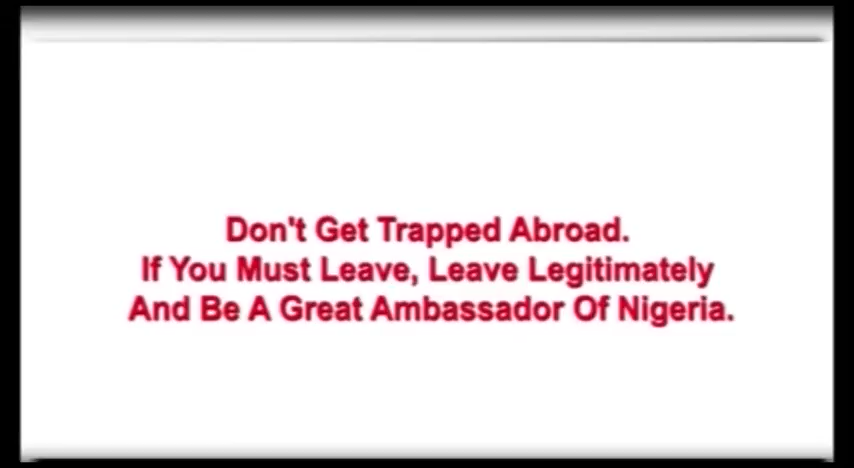 Don't Get Trapped Abroad.
If You Must Leave, Leave Legitimately
And Be A Great Ambassador Of Nigeria.